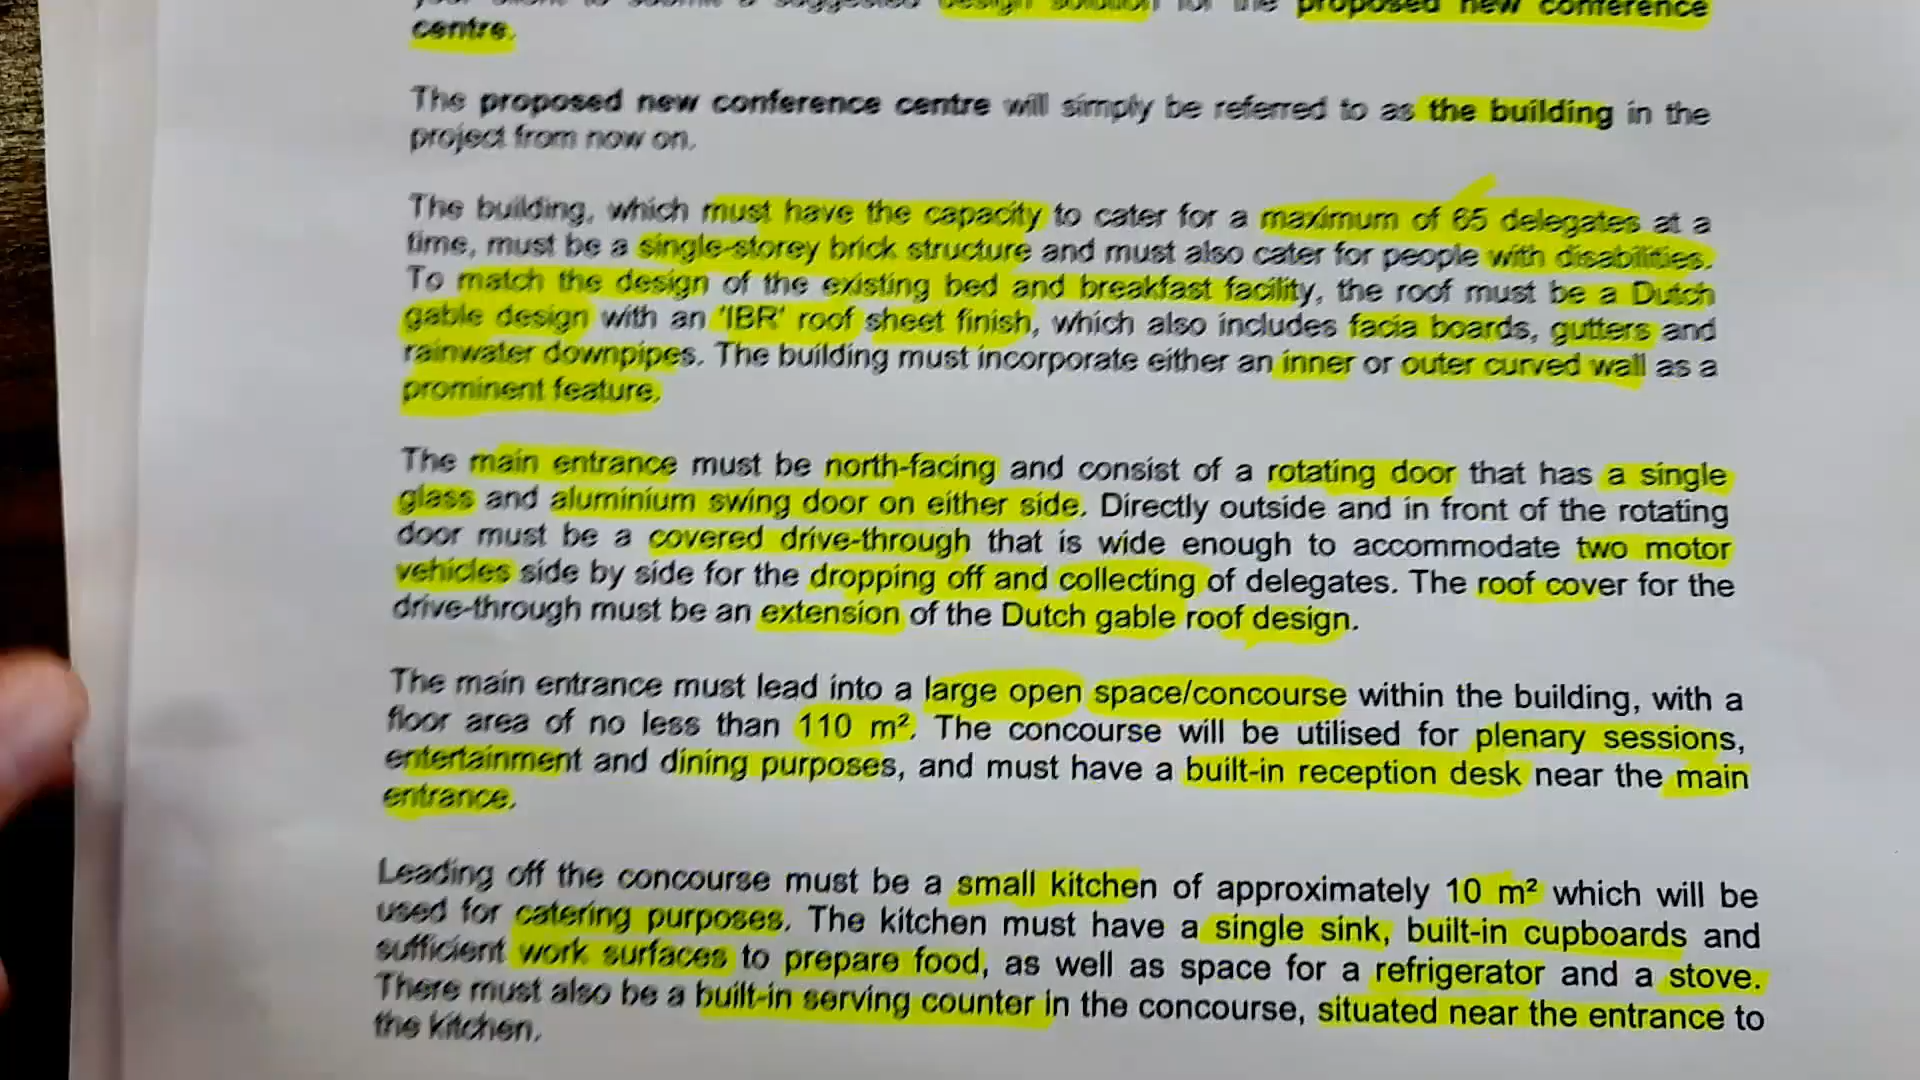 your client to submit a suggested design solution for the proposed new conference
centre.
The proposed new conference centre will simply be referred to as the building in the
project from now on.
The building, which must have the capacity to cater for a maximum of 65 delegates at a
time, must be a single-storey brick structure and must also cater for people with disabilities.
To match the design of the existing bed and breakfast facility, the roof must be a Dutch
gable design with an 'IBR' roof sheet finish, which also includes facia boards, gutters and
rainwater downpipes. The building must incorporate either an inner or outer curved wall as a
prominent feature.
The main entrance must be north-facing and consist of a rotating door that has a single
glass and aluminium swing door on either side. Directly outside and in front of the rotating
door must be a covered drive-through that is wide enough to accommodate two motor
vehicles side by side for the dropping off and collecting of delegates. The roof cover for the
drive-through must be an extension of the Dutch gable roof design.
The main entrance must lead into a large open space/concourse within the building, with a
floor area of no less than 110 m². The concourse will be utilised for plenary sessions,
entertainment and dining purposes, and must have a built-in reception desk near the main
entrance.
Leading off the concourse must be a small kitchen of approximately 10 m² which will be
used for catering purposes. The kitchen must have a single sink, built-in cupboards and
sufficient work surfaces to prepare food, as well as space for a refrigerator and a stove.
There must also be a built-in serving counter in the concourse, situated near the entrance to
the kitchen.